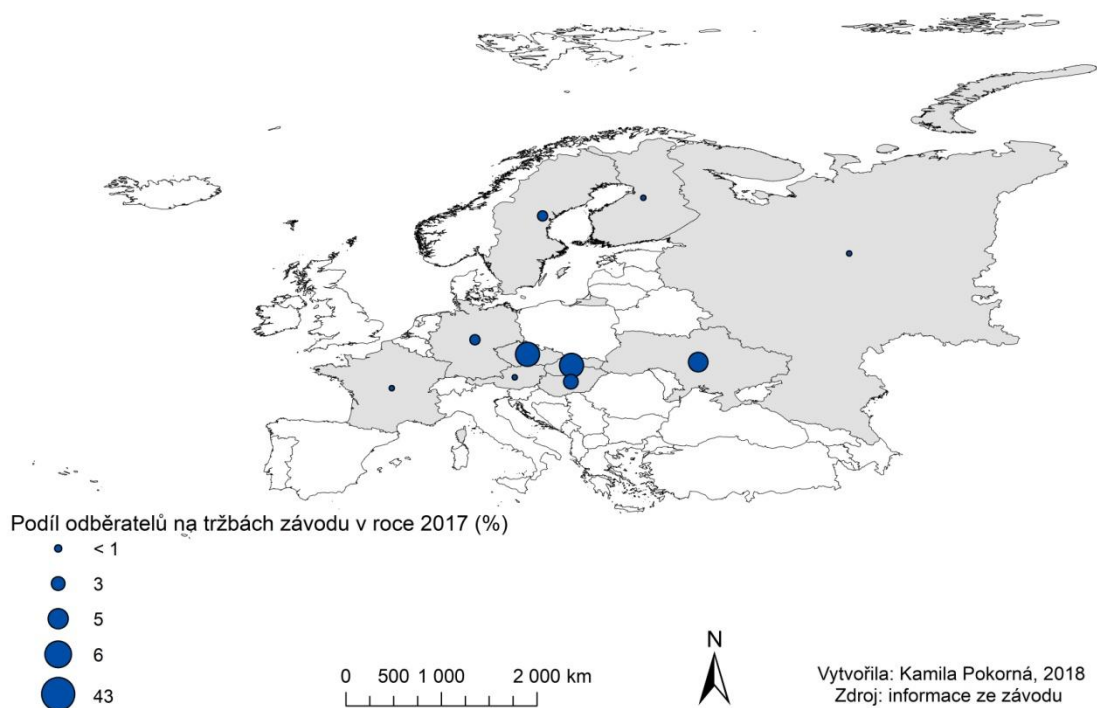 Podíl odběratelů na tržbách závodu v roce 2017 (%)
< 1
3
5
6
43
0 500 1 000 2 000 km
N
Vytvořila: Kamila Pokorná, 2018
Zdroj: informace ze závodu